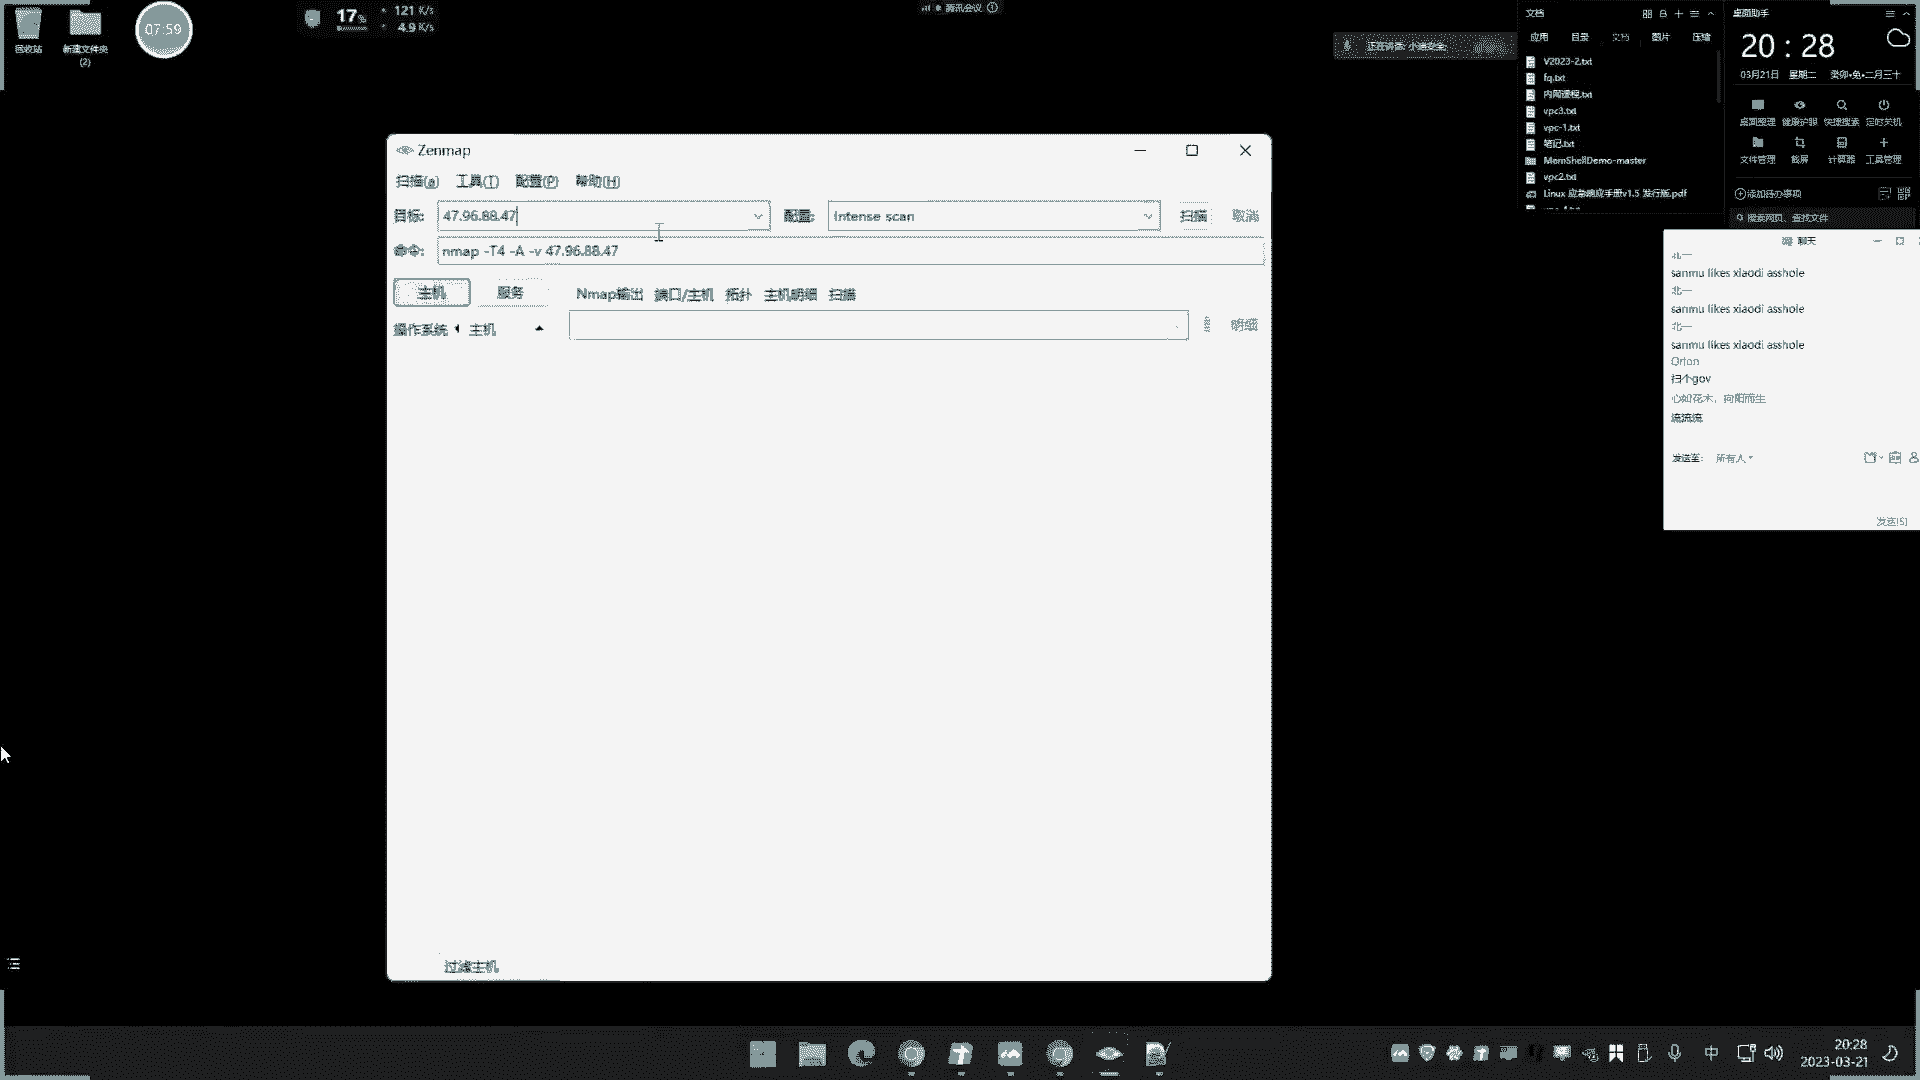 回收站
新建文件夹
(2)
07:59
17%
121 K/s
4.9 K/s
腾讯会议
正在讲话: 小迪安全;
文档
应用 目录 文档 图片 压缩
V2023-2.txt
fq.txt
内网课程.txt
vpc3.txt
vpc-1.txt
笔记.txt
MemShellDemo-master
vpc2.txt
Linux 应急响应手册v1.5 发行版.pdf
桌面助手
20 : 28
03月21日 星期二 癸卯•兔•二月三十
桌面整理 健康护眼 快速搜索 定时关机
文件管理 截屏 计算器 工具管理
添加待办事项
搜索网页、查找文件
Zenmap
扫描(a) 工具(T) 配置(P) 帮助(H)
目标: 47.96.88.47 配置: Intense scan 扫描 取消
命令: nmap -T4 -A -v 47.96.88.47
主机 服务 Nmap输出 端口/主机 拓扑 主机明细 扫描
操作系统 主机 明细
过滤主机
聊天
北一
sanmu likes xiaodi asshole
北一
sanmu likes xiaodi asshole
北一
sanmu likes xiaodi asshole
Orion
扫个gov
心如花木，向阳而生
流流流
发送至: 所有人
发送(S)
中
20:28
2023-03-21